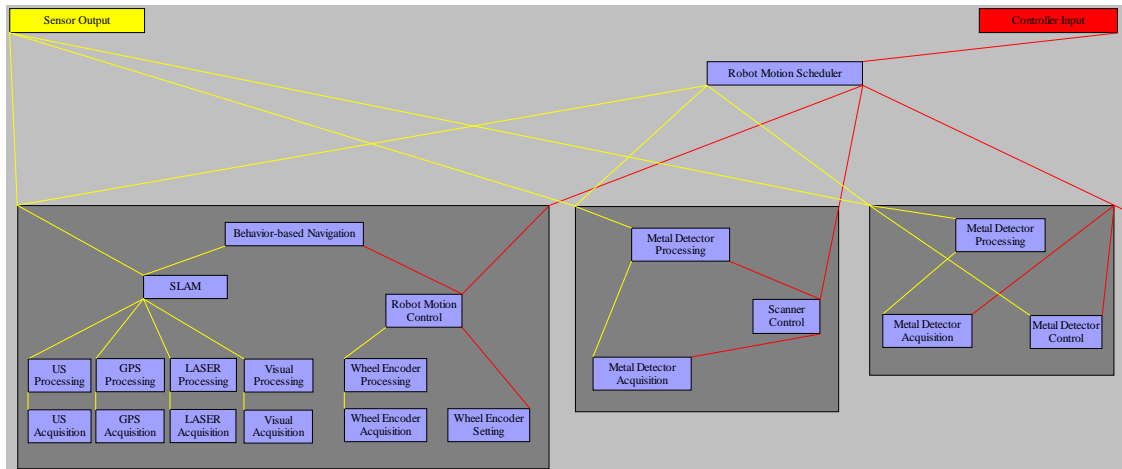 Sensor Output
Controller Input
Robot Motion Scheduler
Behavior-based Navigation
SLAM
Robot Motion
Control
US
Processing
GPS
Processing
LASER
Processing
Visual
Processing
Wheel Encoder
Processing
US
Acquisition
GPS
Acquisition
LASER
Acquisition
Visual
Acquisition
Wheel Encoder
Acquisition
Wheel Encoder
Setting
Metal Detector
Processing
Scanner
Control
Metal Detector
Acquisition
Metal Detector
Processing
Metal Detector
Acquisition
Metal Detector
Control